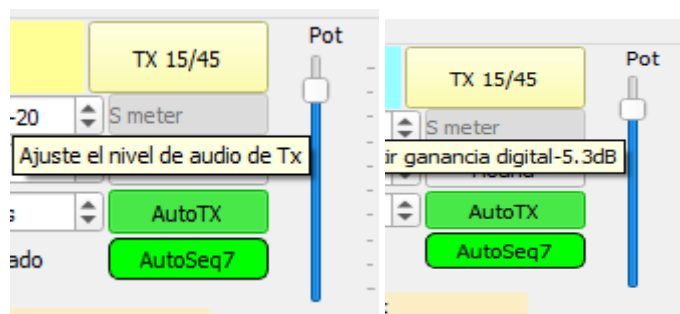 Pot
TX 15/45
-20
S meter
Ajuste el nivel de audio de Tx
s
AutoTX
ado
AutoSeq7
Pot
TX 15/45
S meter
ir ganancia digital-5.3dB
AutoTX
AutoSeq7